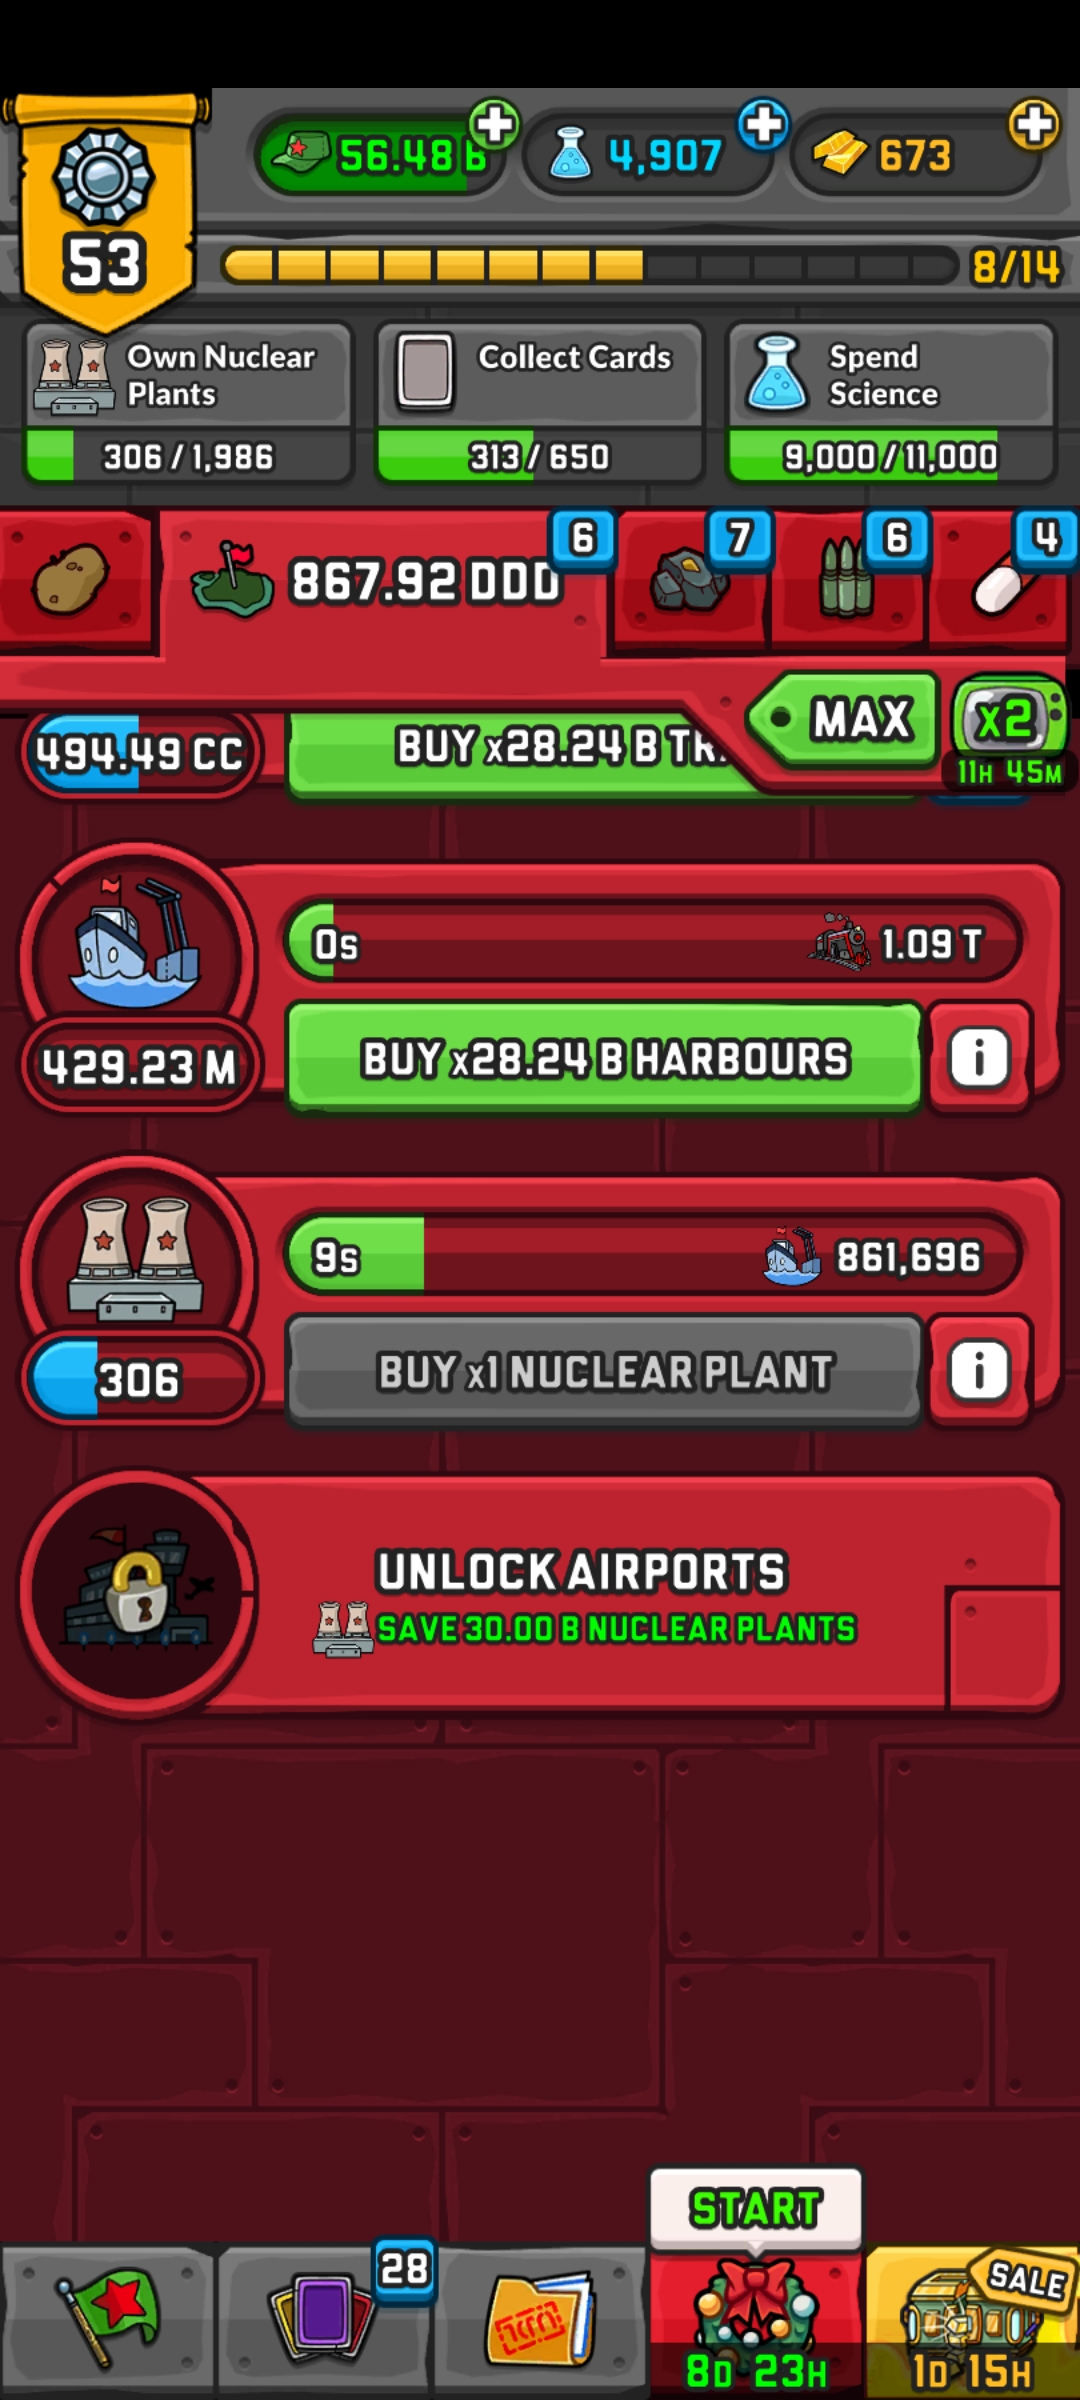 56.48 B
4,907
673
53
8/14
Own Nuclear
Plants
Collect Cards
Spend
Science
306 / 1,986
313 / 650
9,000 / 11,000
867.92 DDD
6
7
6
4
MAX
x2
11H 45M
494.49 CC
BUY x28.24 B
0s
1.09 T
429.23 M
BUY x28.24 B HARBOURS
i
9s
861,696
306
BUY x1 NUCLEAR PLANT
i
UNLOCK AIRPORTS
SAVE 30.00 B NUCLEAR PLANTS
START
28
SALE
8D 23H
1D 15H